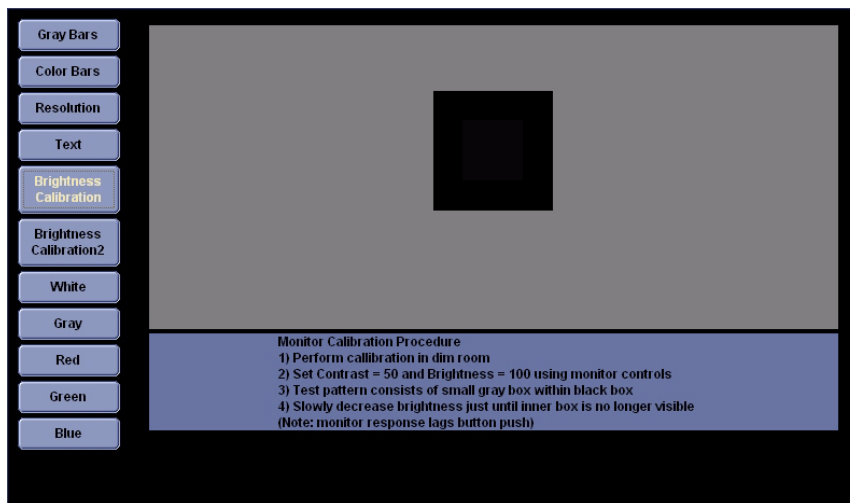 Gray Bars
Color Bars
Resolution
Text
Brightness
Calibration
Brightness
Calibration2
White
Gray
Red
Green
Blue
Monitor Calibration Procedure
1) Perform callibration in dim room
2) Set Contrast = 50 and Brightness = 100 using monitor controls
3) Test pattern consists of small gray box within black box
4) Slowly decrease brightness just until inner box is no longer visible
(Note: monitor response lags button push)